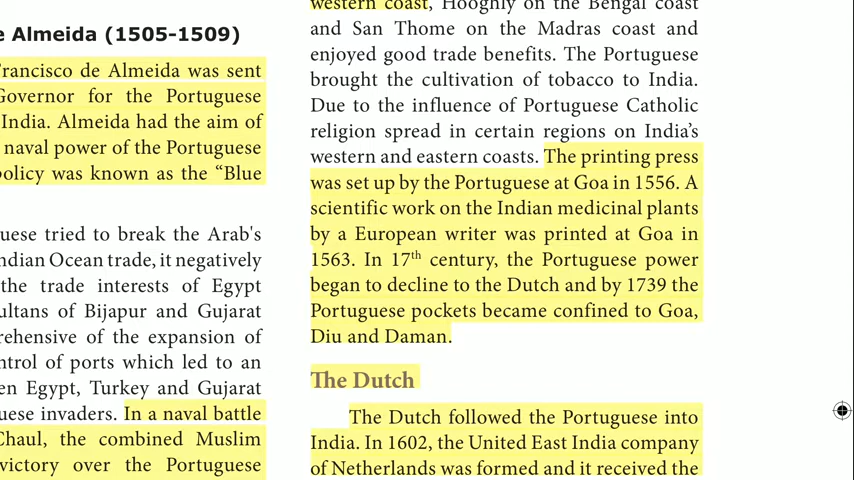 e Almeida (1505-1509)
rancisco de Almeida was sent
Governor for the Portuguese
India. Almeida had the aim of
naval power of the Portuguese
policy was known as the “Blue
uese tried to break the Arab's
ndian Ocean trade, it negatively
the trade interests of Egypt
ultans of Bijapur and Gujarat
rehensive of the expansion of
ntrol of ports which led to an
en Egypt, Turkey and Gujarat
uese invaders. In a naval battle
Chaul, the combined Muslim
victory over the Portuguese
western coast, Hooghly on the Bengal coast
and San Thome on the Madras coast and
enjoyed good trade benefits. The Portuguese
brought the cultivation of tobacco to India.
Due to the influence of Portuguese Catholic
religion spread in certain regions on India’s
western and eastern coasts. The printing press
was set up by the Portuguese at Goa in 1556. A
scientific work on the Indian medicinal plants
by a European writer was printed at Goa in
1563. In 17th century, the Portuguese power
began to decline to the Dutch and by 1739 the
Portuguese pockets became confined to Goa,
Diu and Daman.
The Dutch
The Dutch followed the Portuguese into
India. In 1602, the United East India company
of Netherlands was formed and it received the